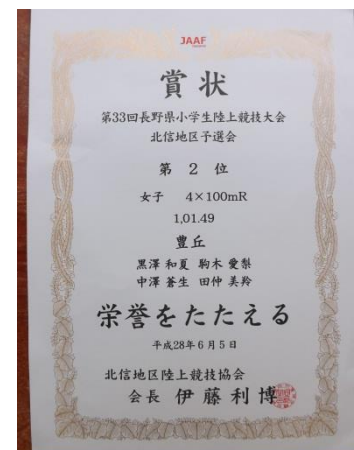 JAAF
賞状
第33回長野県小学生陸上競技大会
北信地区予選会
第 2 位
女子 4×100mR
1,01.49
豊丘
黒澤 和夏 駒木 愛梨
中澤 蒼生 田仲 美羚
栄誉をたたえる
平成28年6月5日
北信地区陸上競技協会
会長 伊藤利博